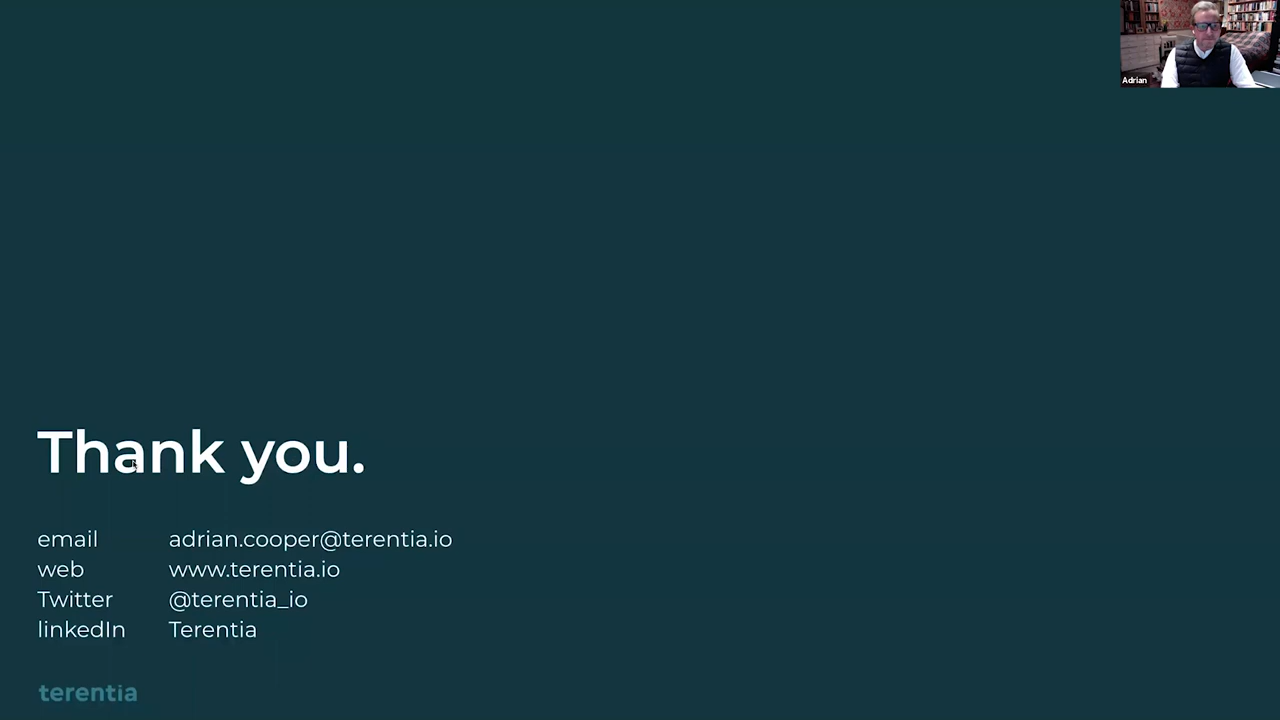 Adrian
Thank you.
email adrian.cooper@terentia.io
web www.terentia.io
Twitter @terentia_io
linkedIn Terentia
terentia